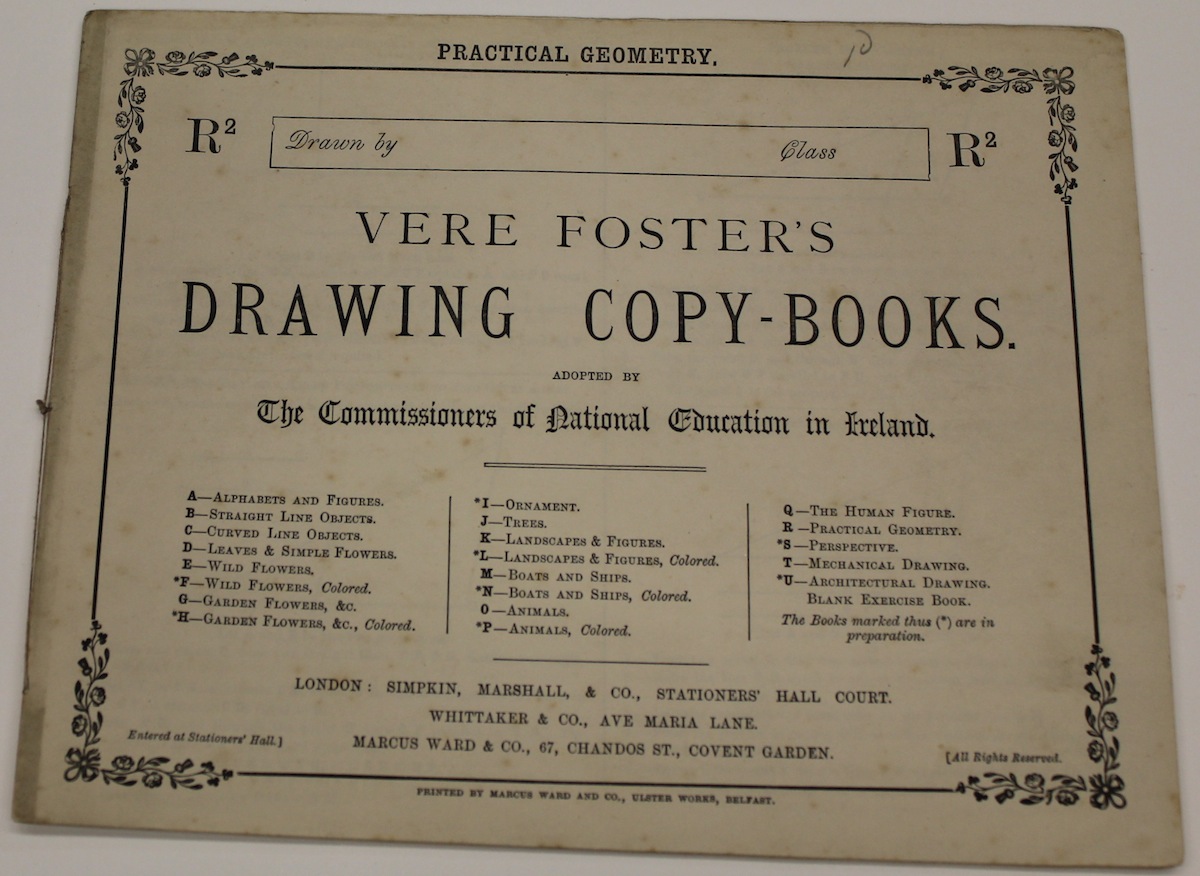 PRACTICAL GEOMETRY.
R² Drawn by Class R²
VERE FOSTER'S
DRAWING COPY-BOOKS.
ADOPTED BY
The Commissioners of National Education in Ireland.
A—ALPHABETS AND FIGURES.
B—STRAIGHT LINE OBJECTS.
C—CURVED LINE OBJECTS.
D—LEAVES & SIMPLE FLOWERS.
E—WILD FLOWERS.
*F—WILD FLOWERS, Colored.
G—GARDEN FLOWERS, &c.
*H—GARDEN FLOWERS, &c., Colored.
*I—ORNAMENT.
J—TREES.
K—LANDSCAPES & FIGURES.
*L—LANDSCAPES & FIGURES, Colored.
M—BOATS AND SHIPS.
*N—BOATS AND SHIPS, Colored.
O—ANIMALS.
*P—ANIMALS, Colored.
Q—THE HUMAN FIGURE.
R—PRACTICAL GEOMETRY.
*S—PERSPECTIVE.
T—MECHANICAL DRAWING.
*U—ARCHITECTURAL DRAWING.
BLANK EXERCISE BOOK.
The Books marked thus (*) are in
preparation.
LONDON: SIMPKIN, MARSHALL, & CO., STATIONERS' HALL COURT.
WHITTAKER & CO., AVE MARIA LANE.
MARCUS WARD & CO., 67, CHANDOS ST., COVENT GARDEN.
Entered at Stationers' Hall.]
[All Rights Reserved.
PRINTED BY MARCUS WARD AND CO., ULSTER WORKS, BELFAST.